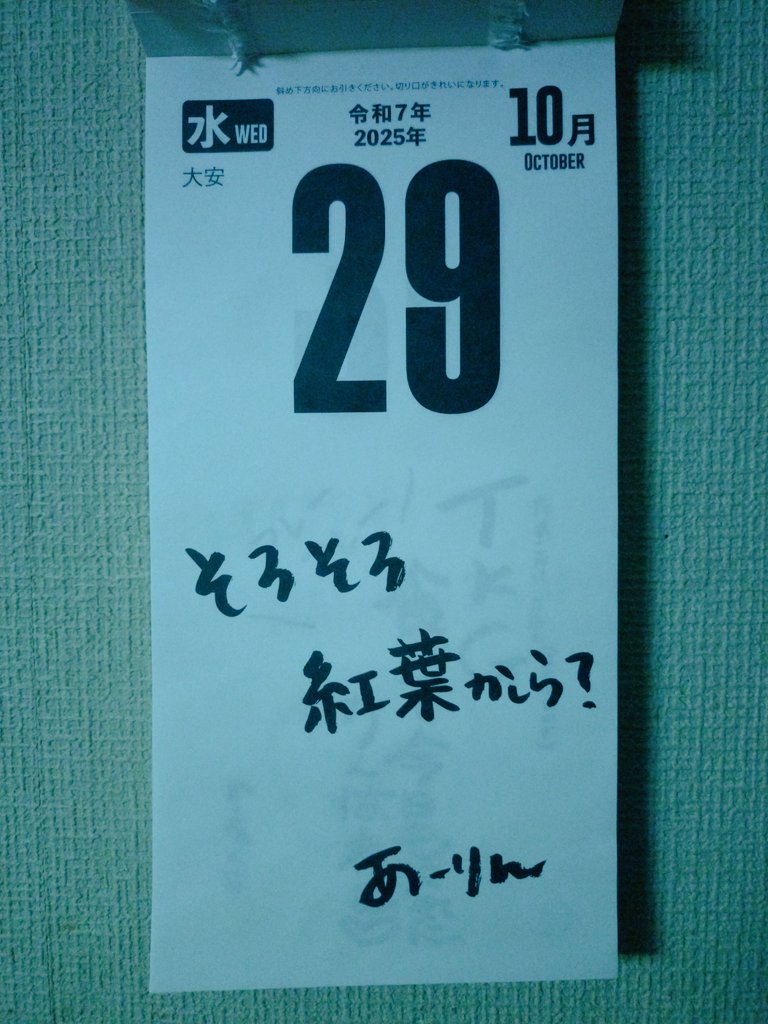 斜め下方向にお引きください。切り口がきれいになります。
水 WED
令和7年
2025年
10月
OCTOBER
大安
29
そろそろ
紅葉かしら?
あーりん